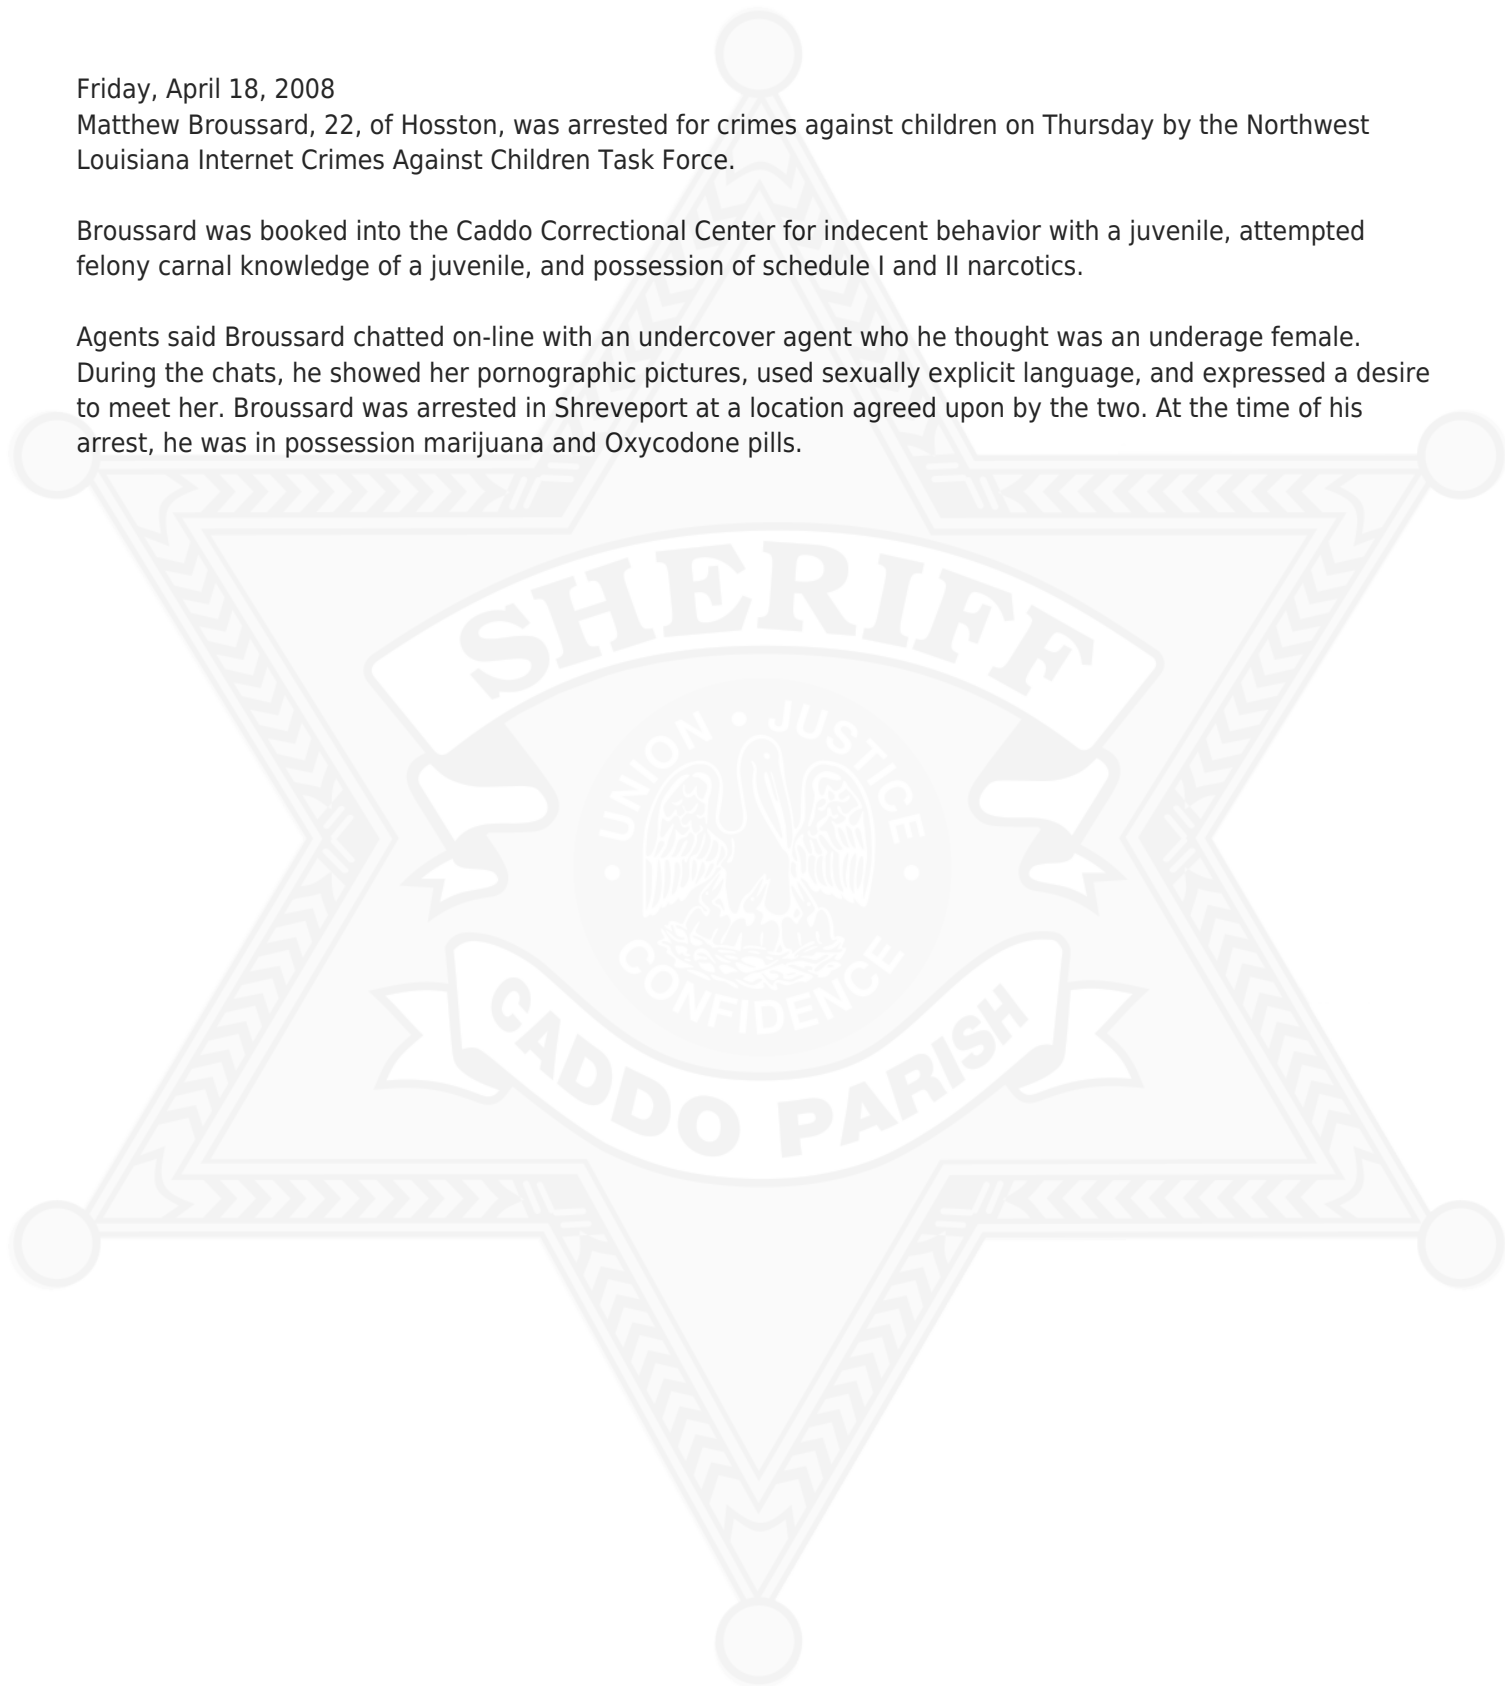 Friday, April 18, 2008
Matthew Broussard, 22, of Hosston, was arrested for crimes against children on Thursday by the Northwest
Louisiana Internet Crimes Against Children Task Force.
Broussard was booked into the Caddo Correctional Center for indecent behavior with a juvenile, attempted
felony carnal knowledge of a juvenile, and possession of schedule I and II narcotics.
Agents said Broussard chatted on-line with an undercover agent who he thought was an underage female.
During the chats, he showed her pornographic pictures, used sexually explicit language, and expressed a desire
to meet her. Broussard was arrested in Shreveport at a location agreed upon by the two. At the time of his
arrest, he was in possession marijuana and Oxycodone pills.
SHERIFF
UNION • JUSTICE
CONFIDENCE
CADDO PARISH